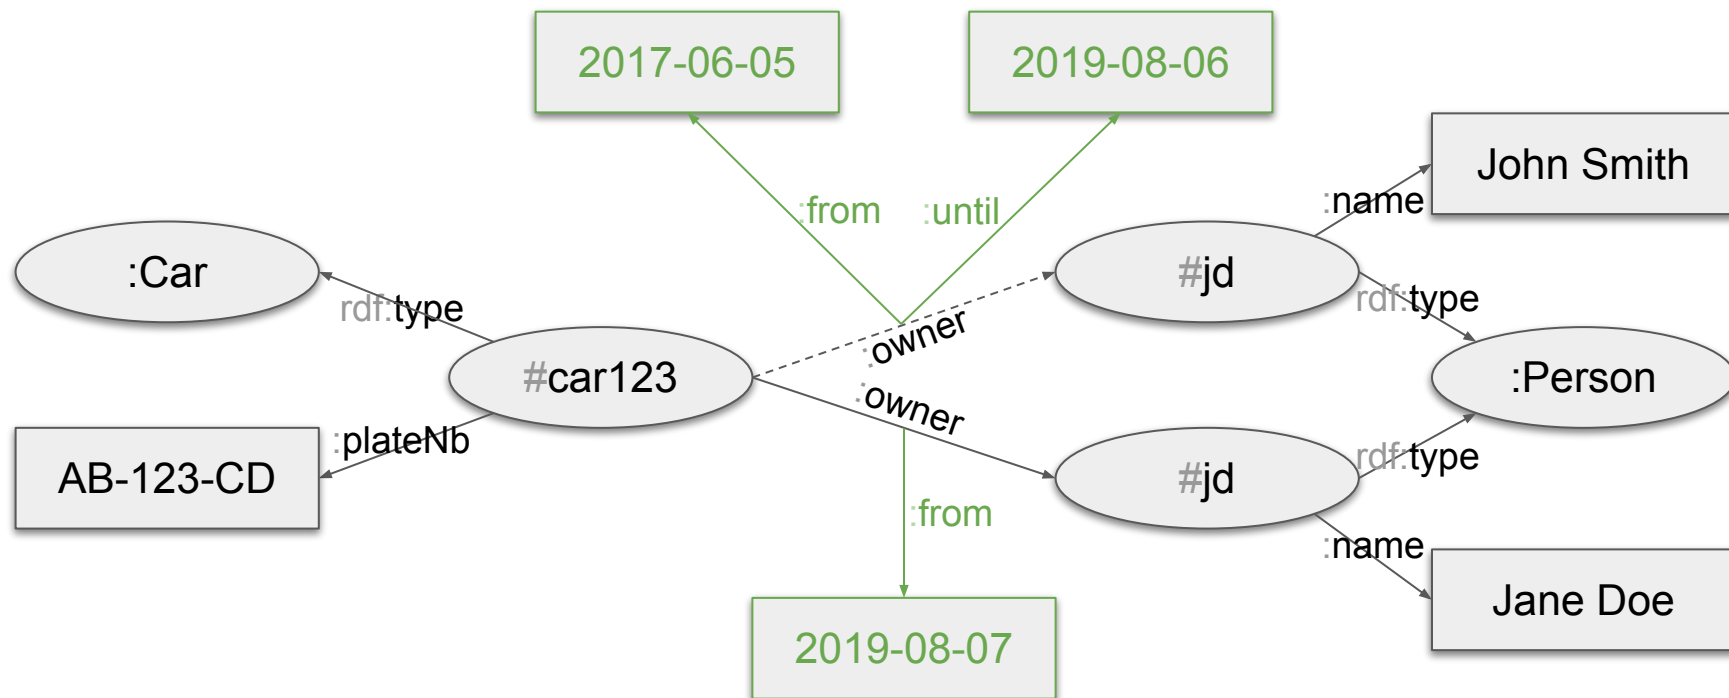 2017-06-05
2019-08-06
John Smith
:name
:from
:until
:Car
#jd
rdf:type
rdf:type
:owner
#car123
:Person
:owner
:plateNb
AB-123-CD
#jd
rdf:type
:from
:name
Jane Doe
2019-08-07